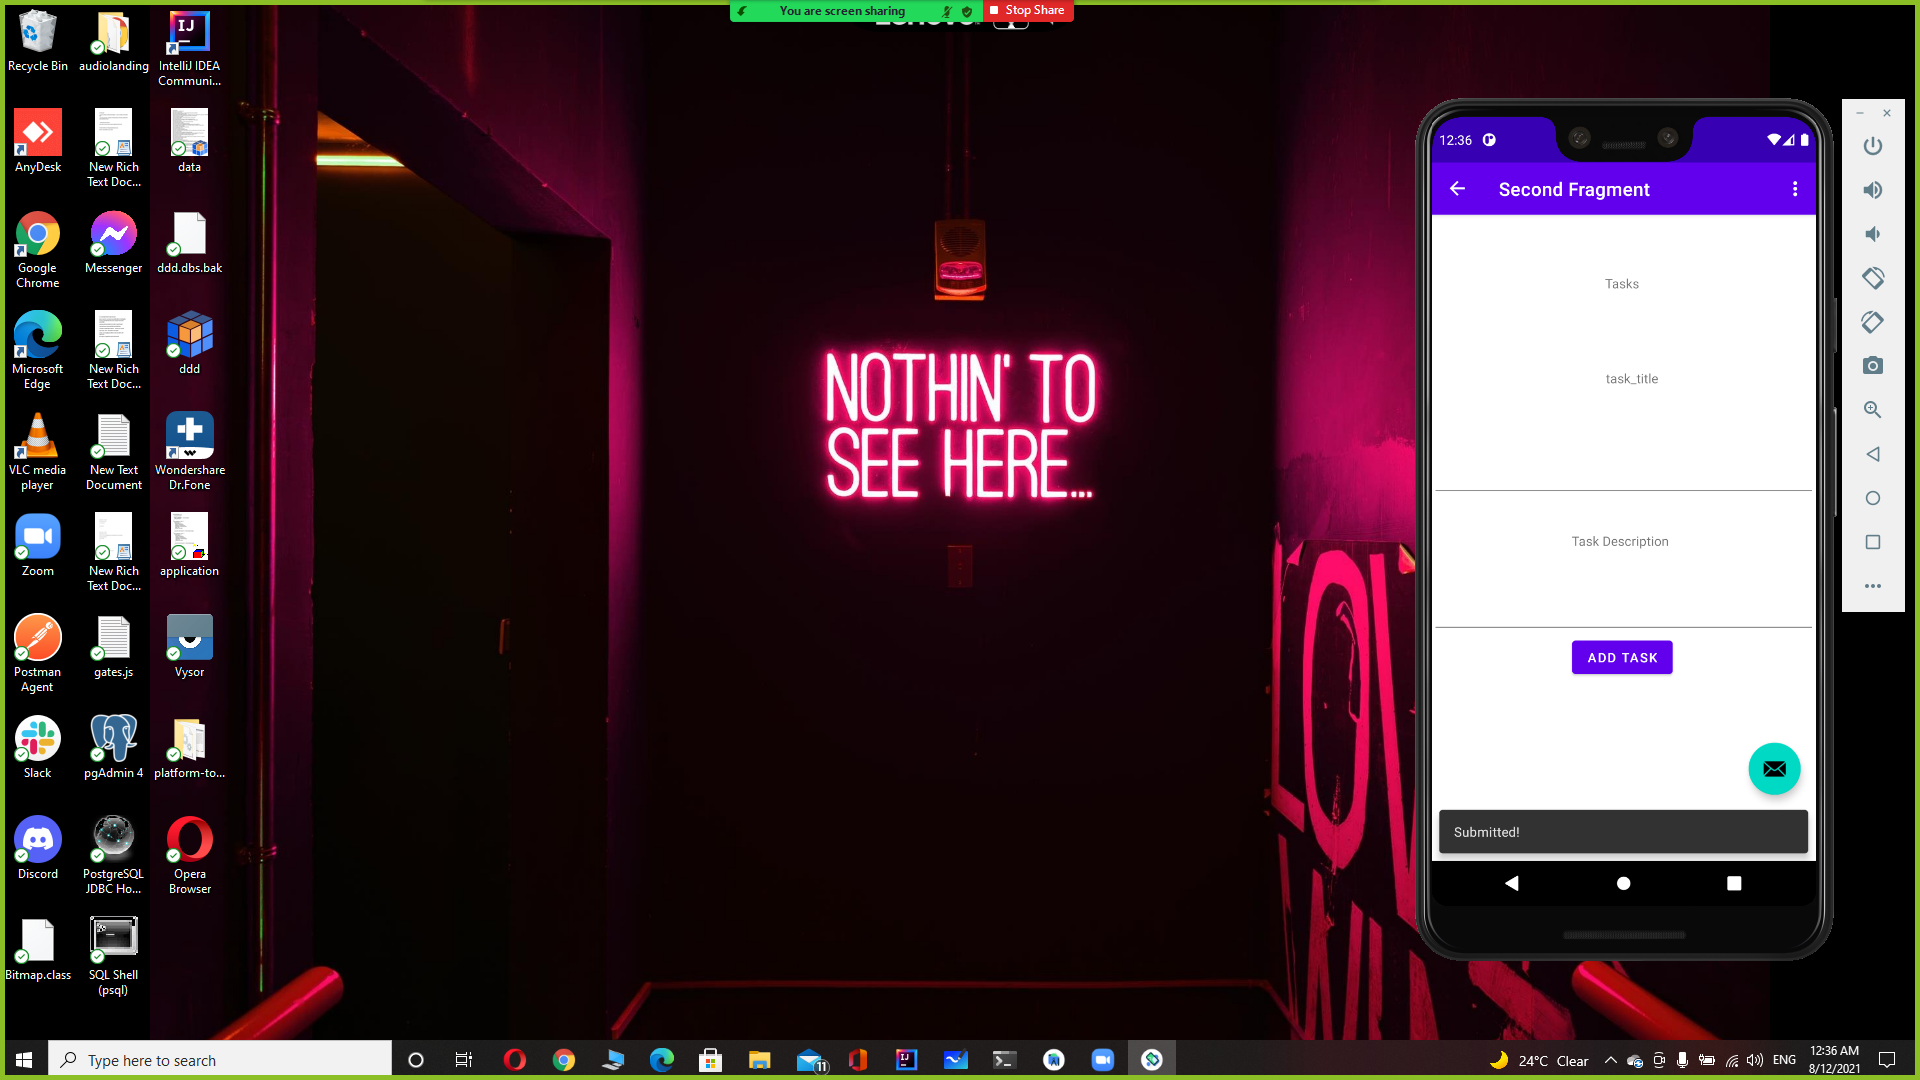 You are screen sharing
Stop Share
Recycle Bin
audiolanding
IntelliJ IDEA
Communi...
AnyDesk
New Rich
Text Doc...
data
Google
Chrome
Messenger
ddd.dbs.bak
Microsoft
Edge
New Rich
Text Doc...
ddd
VLC media
player
New Text
Document
Wondershare
Dr.Fone
Zoom
New Rich
Text Doc...
application
Postman
Agent
gates.js
Vysor
Slack
pgAdmin 4
platform-to...
Discord
PostgreSQL
JDBC Ho...
Opera
Browser
Bitmap.class
SQL Shell
(psql)
NOTHIN' TO
SEE HERE...
12:36
Second Fragment
Tasks
task_title
Task Description
ADD TASK
Submitted!
Type here to search
11
24°C Clear
ENG
12:36 AM
8/12/2021